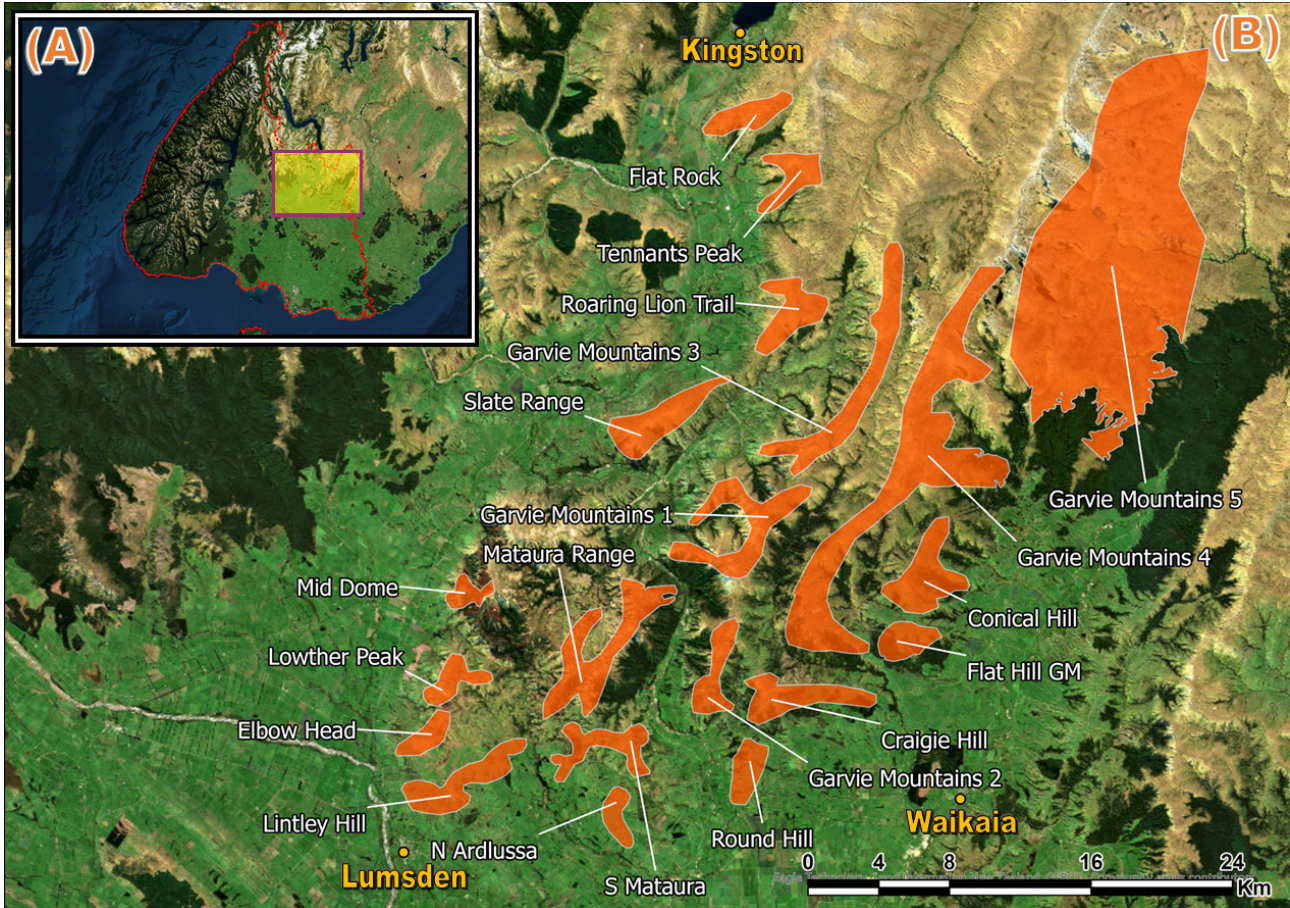 (A)
(B)
Kingston
Flat Rock
Tennants Peak
Roaring Lion Trail
Garvie Mountains 3
Slate Range
Garvie Mountains 5
Garvie Mountains 1
Mataura Range
Garvie Mountains 4
Mid Dome
Conical Hill
Lowther Peak
Flat Hill GM
Elbow Head
Craigie Hill
Garvie Mountains 2
Lintley Hill
Waikaia
Round Hill
N Ardlussa
Lumsden
S Mataura
0 4 8 16 24
Km